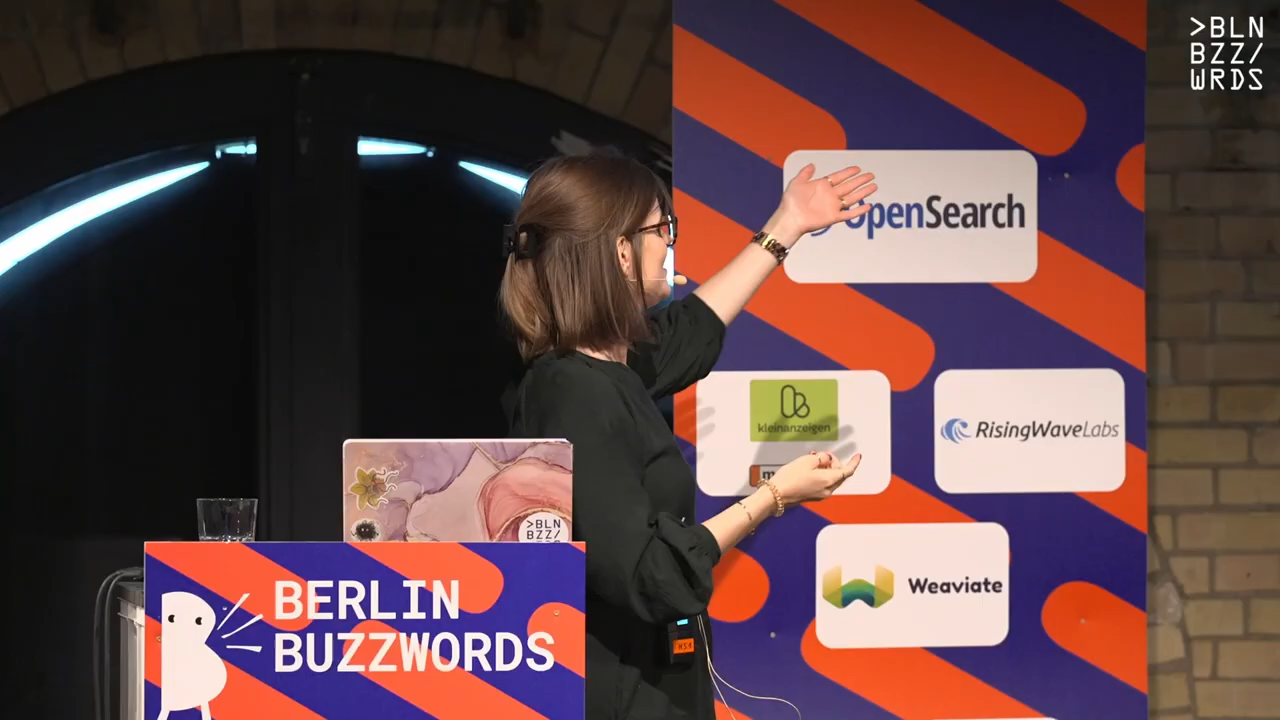 >BLN
BZZ/
WRDS
OpenSearch
kleinanzeigen
RisingWaveLabs
Weaviate
>BLN
BZZ/
BERLIN
BUZZWORDS